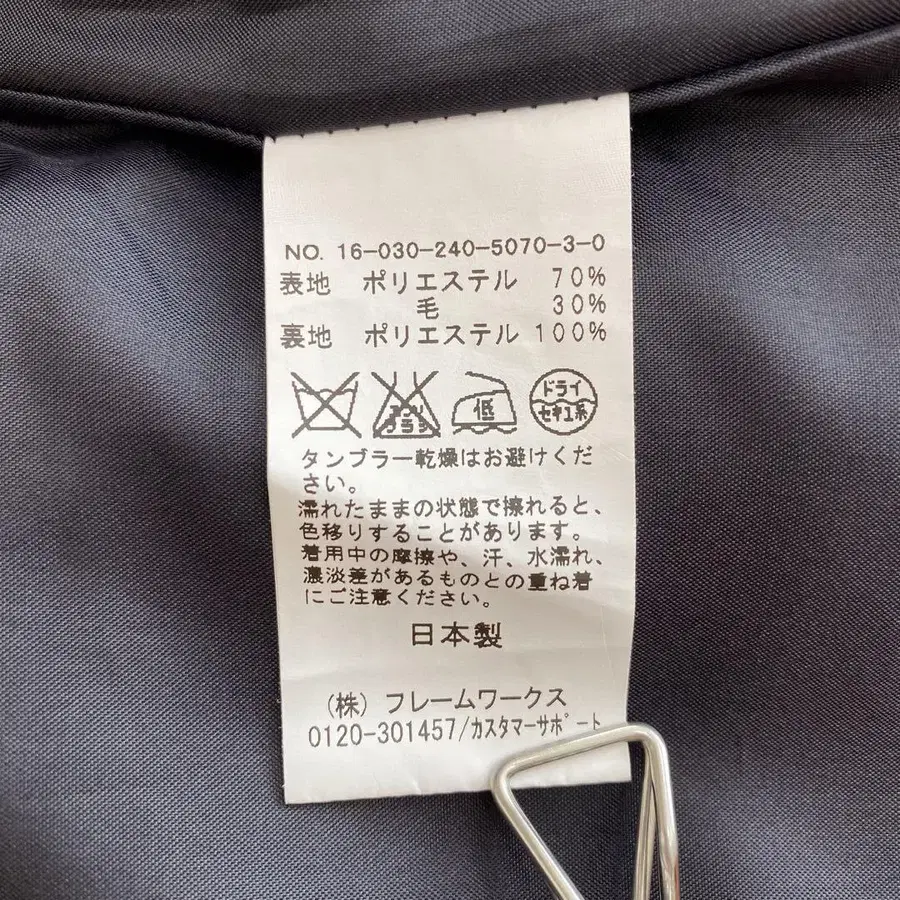 NO. 16-030-240-5070-3-0
表地 ポリエステル 70%
毛 30%
裏地 ポリエステル 100%
エンソ サラシ 低 ドライ セキユ系
タンブラー乾燥はお避けくだ
さい。
濡れたままの状態で擦れると、
色移りすることがあります。
着用中の摩擦や、汗、水濡れ、
濃淡差があるものとの重ね着
にご注意ください。
日本製
(株) フレームワークス
0120-301457/カスタマーサポート